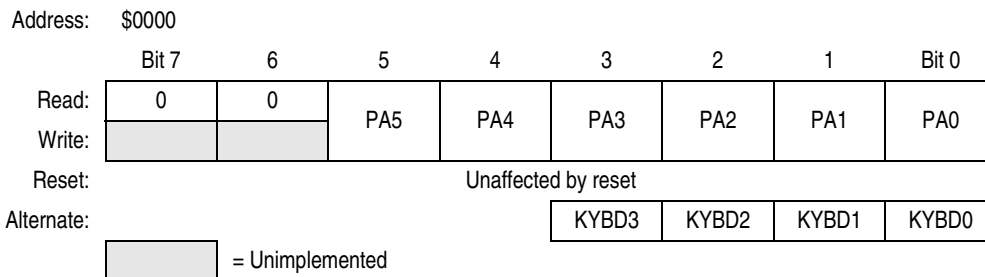 Address: $0000
Bit 7 6 5 4 3 2 1 Bit 0
Read: 0 0 PA5 PA4 PA3 PA2 PA1 PA0
Write:
Reset: Unaffected by reset
Alternate: KYBD3 KYBD2 KYBD1 KYBD0
= Unimplemented